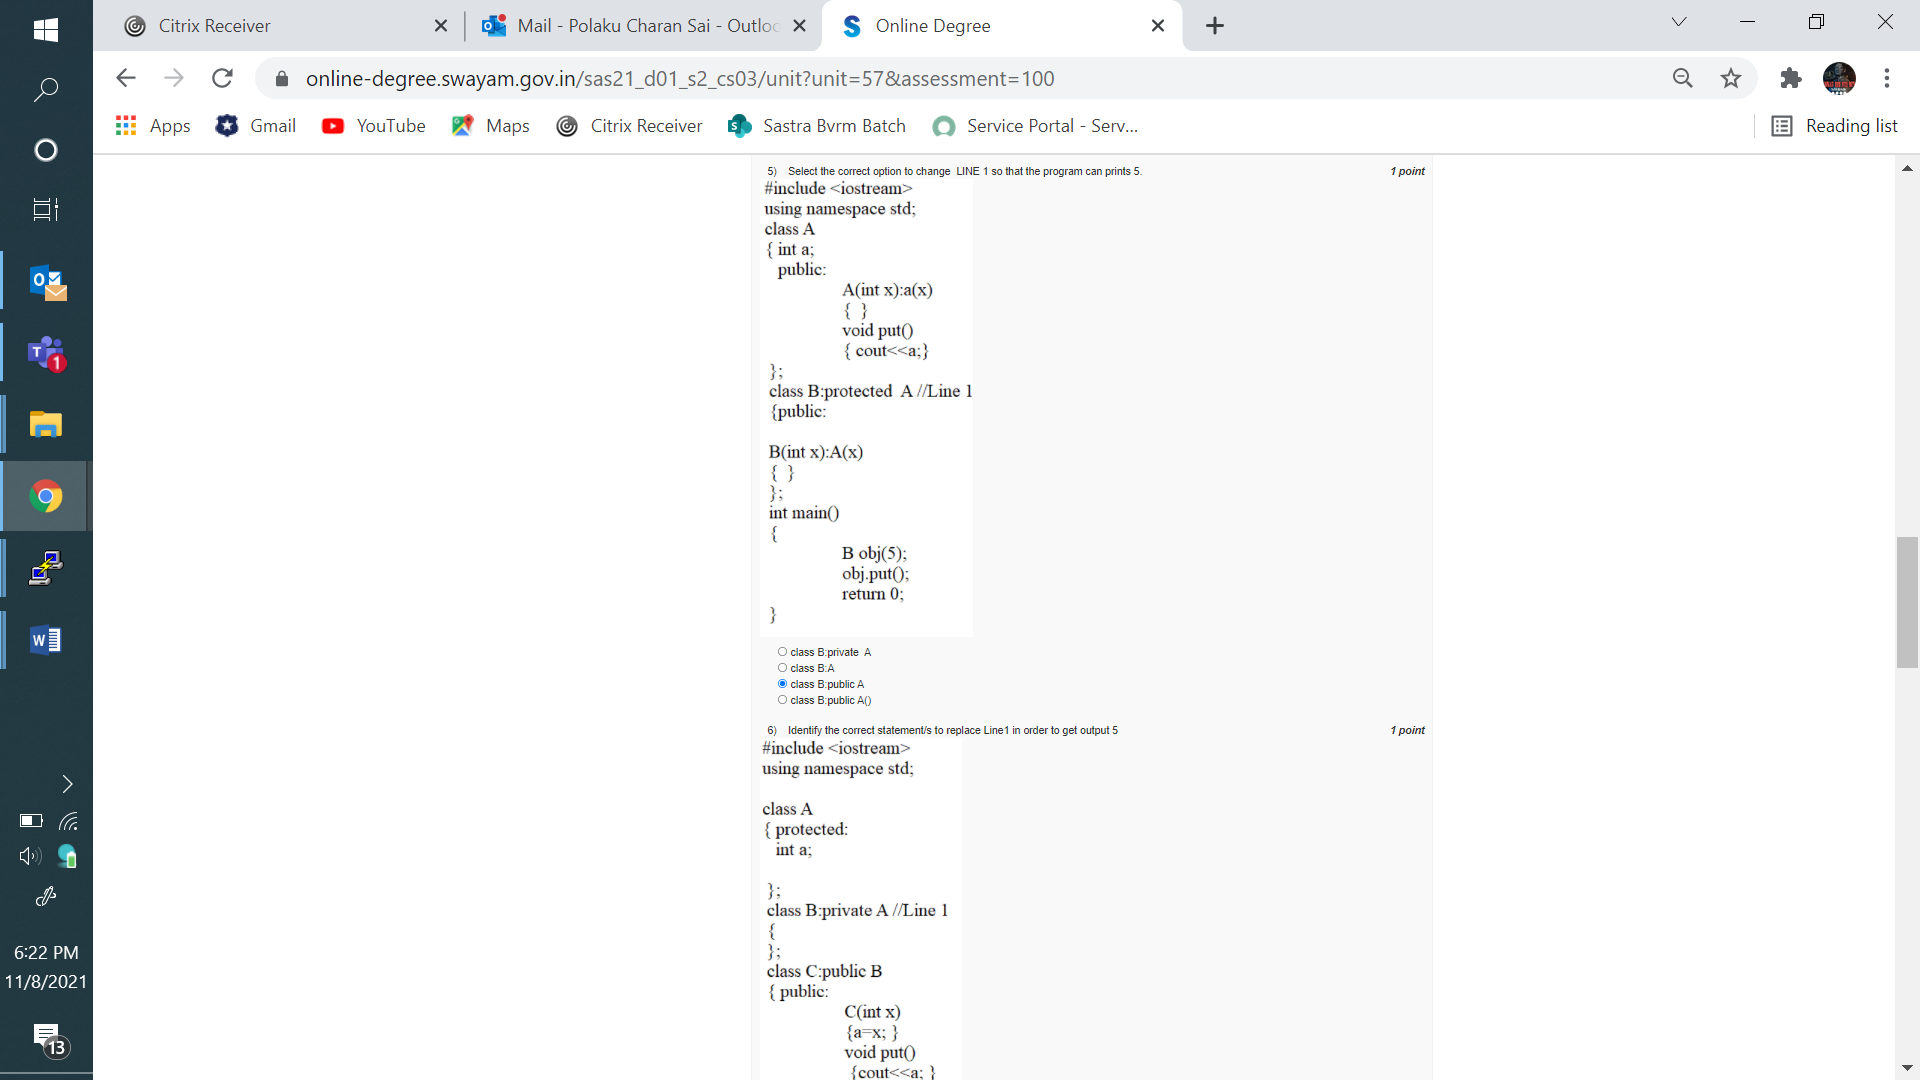 Citrix Receiver
Mail - Polaku Charan Sai - Outloo
Online Degree
online-degree.swayam.gov.in/sas21_d01_s2_cs03/unit?unit=57&assessment=100
Apps
Gmail
YouTube
Maps
Citrix Receiver
Sastra Bvrm Batch
Service Portal - Serv...
Reading list
5) Select the correct option to change LINE 1 so that the program can prints 5.
1 point
#include <iostream>
using namespace std;
class A
{ int a;
public:
A(int x):a(x)
{ }
void put()
{ cout<<a;}
};
class B:protected A //Line 1
{public:
B(int x):A(x)
{ }
};
int main()
{
B obj(5);
obj.put();
return 0;
}
class B:private A
class B:A
class B:public A
class B:public A()
6) Identify the correct statement/s to replace Line1 in order to get output 5
1 point
#include <iostream>
using namespace std;
class A
{ protected:
int a;
};
class B:private A //Line 1
{
};
class C:public B
{ public:
C(int x)
{a=x; }
void put()
{cout<<a; }
1
6:22 PM
11/8/2021
13